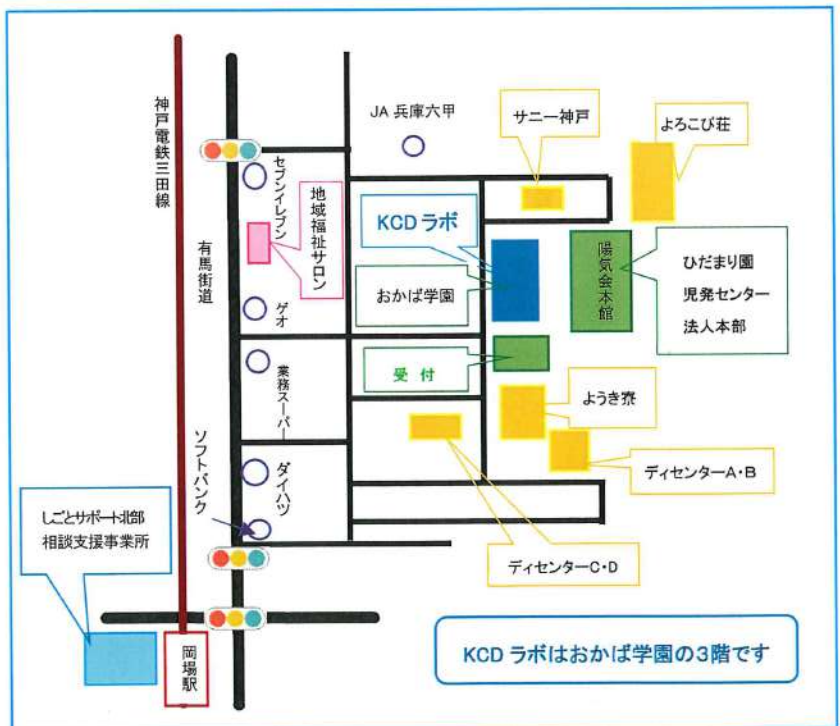 神戸電鉄三田線
有馬街道
セブンイレブン
地域福祉サロン
ゲオ
業務スーパー
ソフトバンク
ダイハツ
JA 兵庫六甲
サニー神戸
よろこび荘
KCD ラボ
おかば学園
陽気会本館
ひだまり園
児発センター
法人本部
受付
ようき寮
ディセンターA・B
ディセンターC・D
しごとサポート北部
相談支援事業所
岡場駅
KCD ラボはおかば学園の3階です